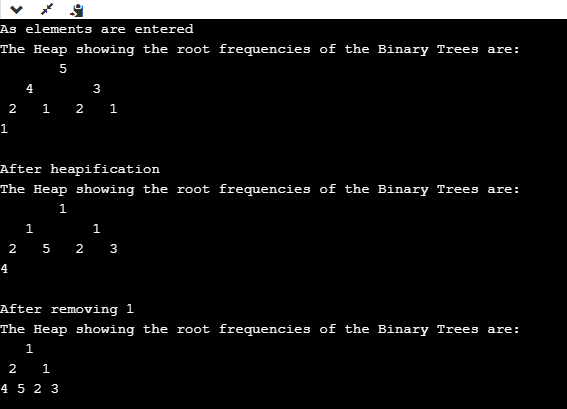 As elements are entered
The Heap showing the root frequencies of the Binary Trees are:
5
4 3
2 1 2 1
1
After heapification
The Heap showing the root frequencies of the Binary Trees are:
1
1 1
2 5 2 3
4
After removing 1
The Heap showing the root frequencies of the Binary Trees are:
1
2 1
4 5 2 3